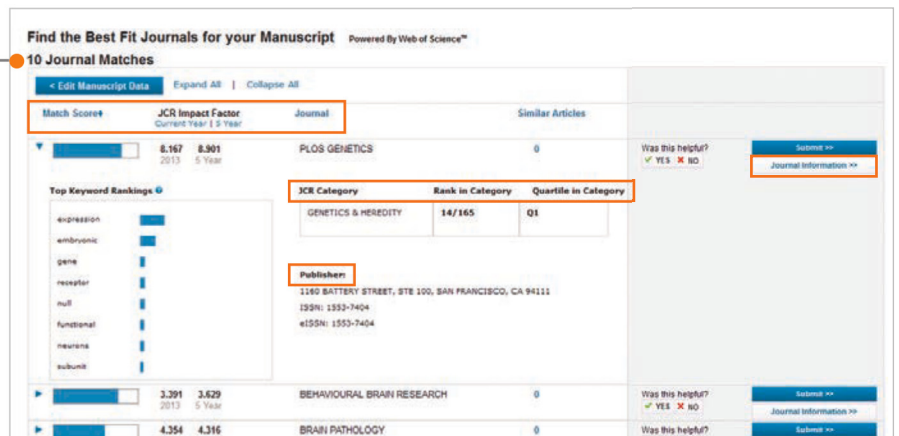 Find the Best Fit Journals for your Manuscript Powered By Web of Science™
10 Journal Matches
< Edit Manuscript Data Expand All | Collapse All
Match Score JCR Impact Factor Journal Similar Articles
Current Year | 5 Year
8.167 8.901 PLOS GENETICS 0 Was this helpful? Submit >>
2013 5 Year YES NO Journal Information >>
Top Keyword Rankings JCR Category Rank in Category Quartile in Category
expression GENETICS & HEREDITY 14/165 Q1
embryonic
gene
Publisher:
receptor 1160 BATTERY STREET, STE 100, SAN FRANCISCO, CA 94111
null ISSN: 1553-7404
functional eISSN: 1553-7404
neurons
subunit
3.391 3.629 BEHAVIOURAL BRAIN RESEARCH 0 Was this helpful? Submit >>
2013 5 Year YES NO Journal Information >>
4.354 4.316 BRAIN PATHOLOGY 0 Was this helpful? Submit >>